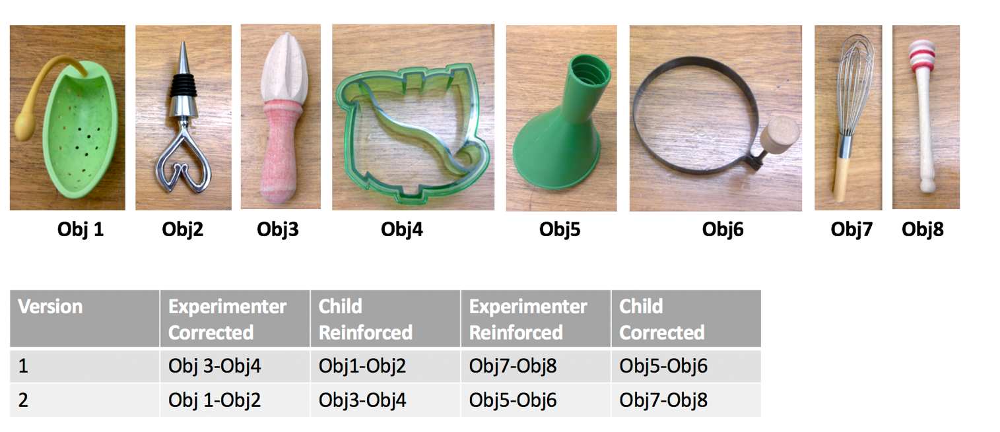 Obj 1 Obj2 Obj3 Obj4 Obj5 Obj6 Obj7 Obj8
Version Experimenter Corrected Child Reinforced Experimenter Reinforced Child Corrected
1 Obj 3-Obj4 Obj1-Obj2 Obj7-Obj8 Obj5-Obj6
2 Obj 1-Obj2 Obj3-Obj4 Obj5-Obj6 Obj7-Obj8